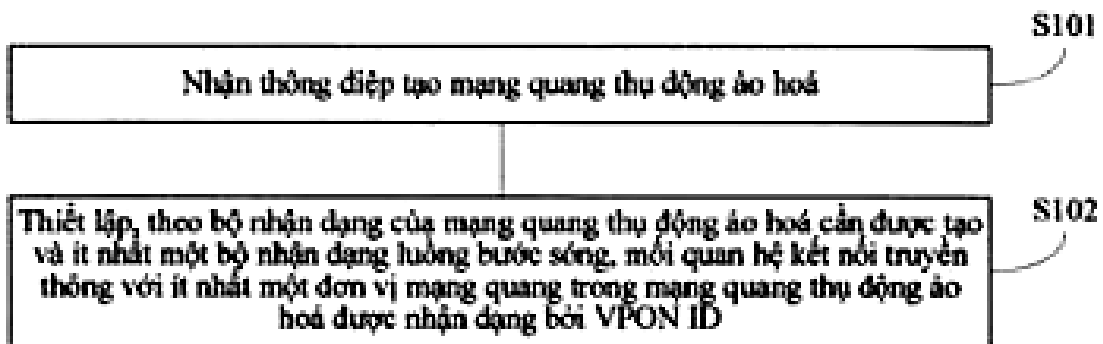 S101
Nhận thông điệp tạo mạng quang thụ động ảo hoá
S102
Thiết lập, theo bộ nhận dạng của mạng quang thụ động ảo hoá cần được tạo
và ít nhất một bộ nhận dạng luồng bước sóng, mối quan hệ kết nối truyền
thông với ít nhất một đơn vị mạng quang trong mạng quang thụ động ảo
hoá được nhận dạng bởi VPON ID